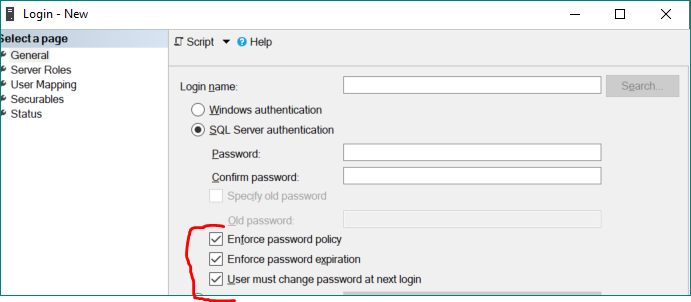 Login - New
Select a page
General
Server Roles
User Mapping
Securables
Status
Script
Help
Login name:
Search...
Windows authentication
SQL Server authentication
Password:
Confirm password:
Specify old password
Old password:
Enforce password policy
Enforce password expiration
User must change password at next login